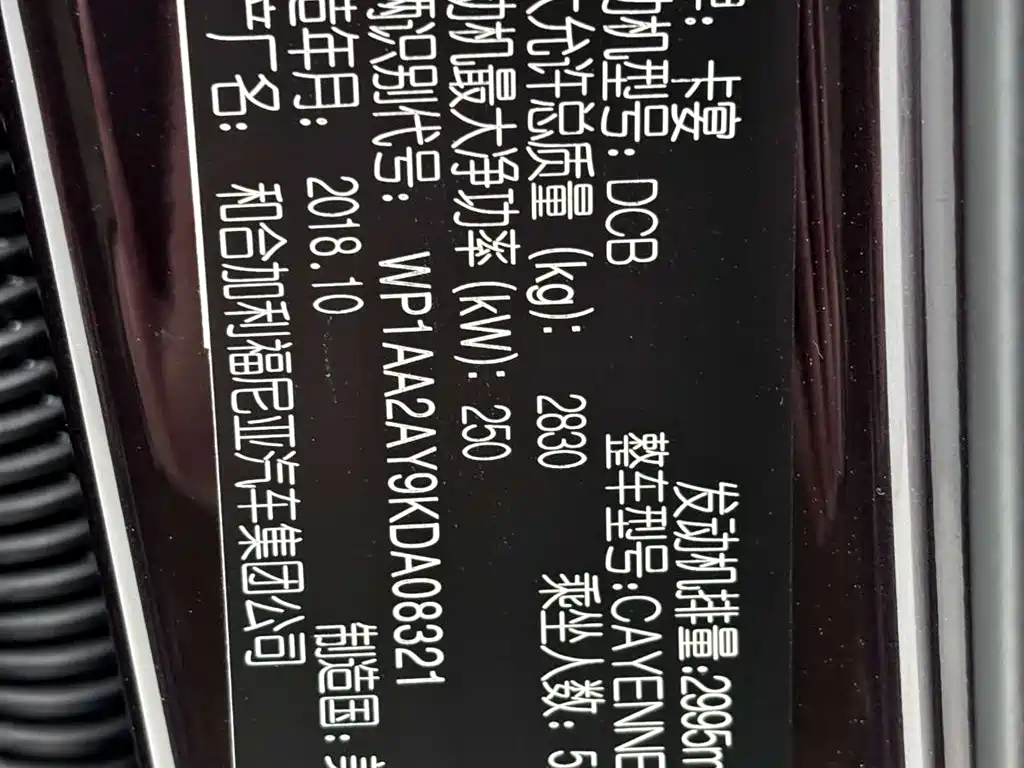 : 卡宴 发动机排量:2995m
动机型号: DCB 整车型号:CAYENNE
大允许总质量 (kg): 2830 乘坐人数: 5
动机最大净功率 (kW): 250
辆识别代号: WP1AA2AY9KDA08321
造年月: 2018.10 制造国:
产厂名: 和合加利福尼亚汽车集团公司